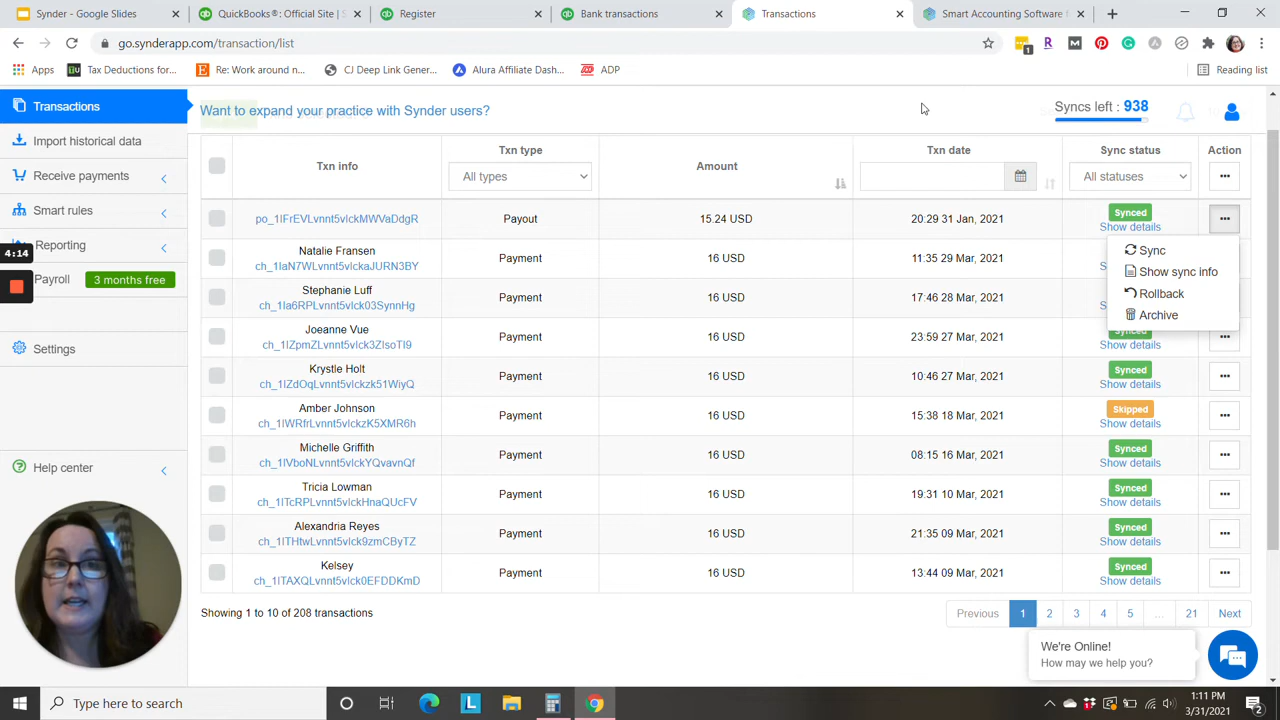 Synder - Google Slides
QuickBooks®: Official Site | S
Register
Bank transactions
Transactions
Smart Accounting Software f
go.synderapp.com/transaction/list
1
Apps
Tax Deductions for...
Re: Work around n...
CJ Deep Link Gener...
Alura Affiliate Dash...
ADP
Reading list
Transactions
Import historical data
Receive payments
Smart rules
Reporting
4:14
Payroll
3 months free
Settings
Help center
Want to expand your practice with Synder users?
Syncs left : 938
Txn info
Txn type
Amount
Txn date
Sync status
Action
All types
All statuses
po_1IFrEVLvnnt5vIckMWVaDdgR
Payout
15.24 USD
20:29 31 Jan, 2021
Synced
Show details
Sync
Show sync info
Rollback
Archive
Natalie Fransen
ch_1IaN7WLvnnt5vIckaJURN3BY
Payment
16 USD
11:35 29 Mar, 2021
Stephanie Luff
ch_1Ia6RPLvnnt5vIck03SynnHg
Payment
16 USD
17:46 28 Mar, 2021
Joeanne Vue
ch_1IZpmZLvnnt5vIck3ZIsoTI9
Payment
16 USD
23:59 27 Mar, 2021
Synced
Show details
Krystle Holt
ch_1IZdOqLvnnt5vIckzk51WiyQ
Payment
16 USD
10:46 27 Mar, 2021
Synced
Show details
Amber Johnson
ch_1IWRfrLvnnt5vIckzK5XMR6h
Payment
16 USD
15:38 18 Mar, 2021
Skipped
Show details
Michelle Griffith
ch_1IVboNLvnnt5vIckYQvavnQf
Payment
16 USD
08:15 16 Mar, 2021
Synced
Show details
Tricia Lowman
ch_1ITcRPLvnnt5vIckHnaQUcFV
Payment
16 USD
19:31 10 Mar, 2021
Synced
Show details
Alexandria Reyes
ch_1ITHtwLvnnt5vIck9zmCByTZ
Payment
16 USD
21:35 09 Mar, 2021
Synced
Show details
Kelsey
ch_1ITAXQLvnnt5vIck0EFDDKmD
Payment
16 USD
13:44 09 Mar, 2021
Synced
Show details
Showing 1 to 10 of 208 transactions
Previous 1 2 3 4 5 ... 21 Next
We're Online!
How may we help you?
Type here to search
1:11 PM
3/31/2021
2